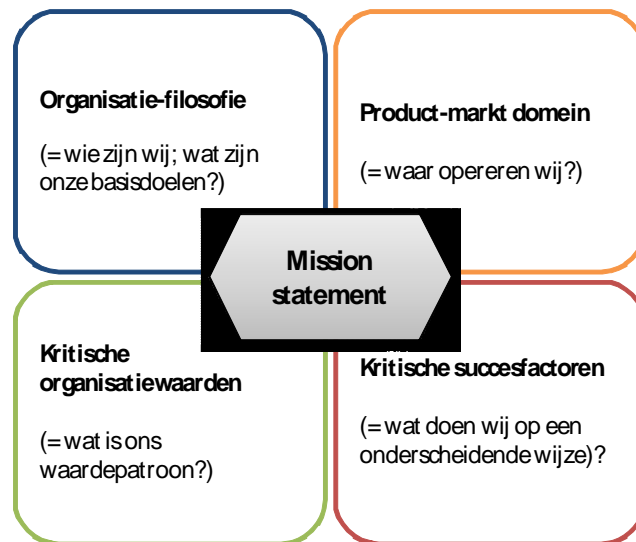 Organisatie-filosofie
(= wie zijn wij; wat zijn
onze basisdoelen?)
Product-markt domein
(= waar opereren wij?)
Mission
statement
Kritische
organisatiewaarden
(= wat is ons
waardepatroon?)
Kritische succesfactoren
(= wat doen wij op een
onderscheidende wijze)?